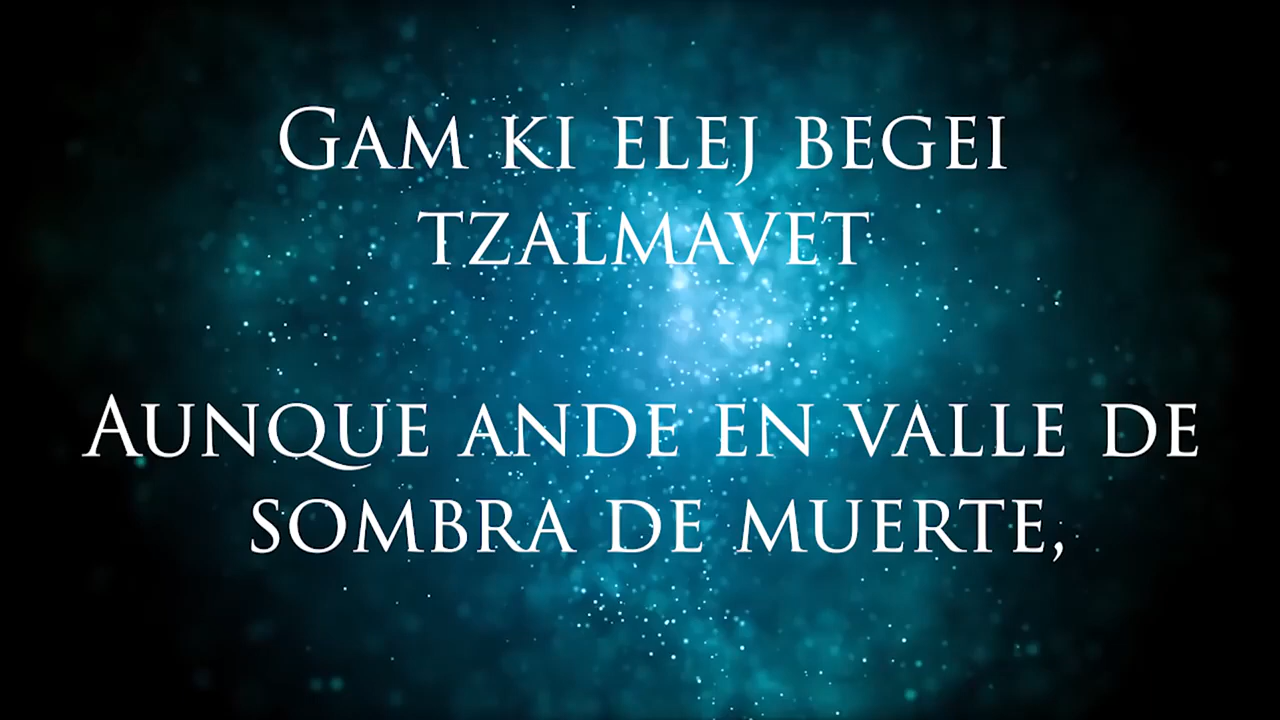 Gam ki elej begei
tzalmavet
Aunque ande en valle de
sombra de muerte,